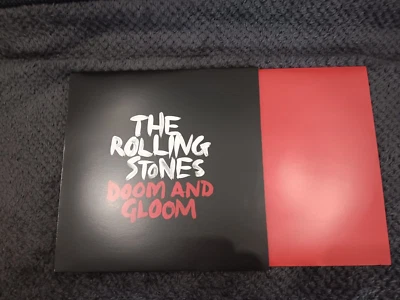 THE
ROLLING
STONES
DOOM AND
GLOOM